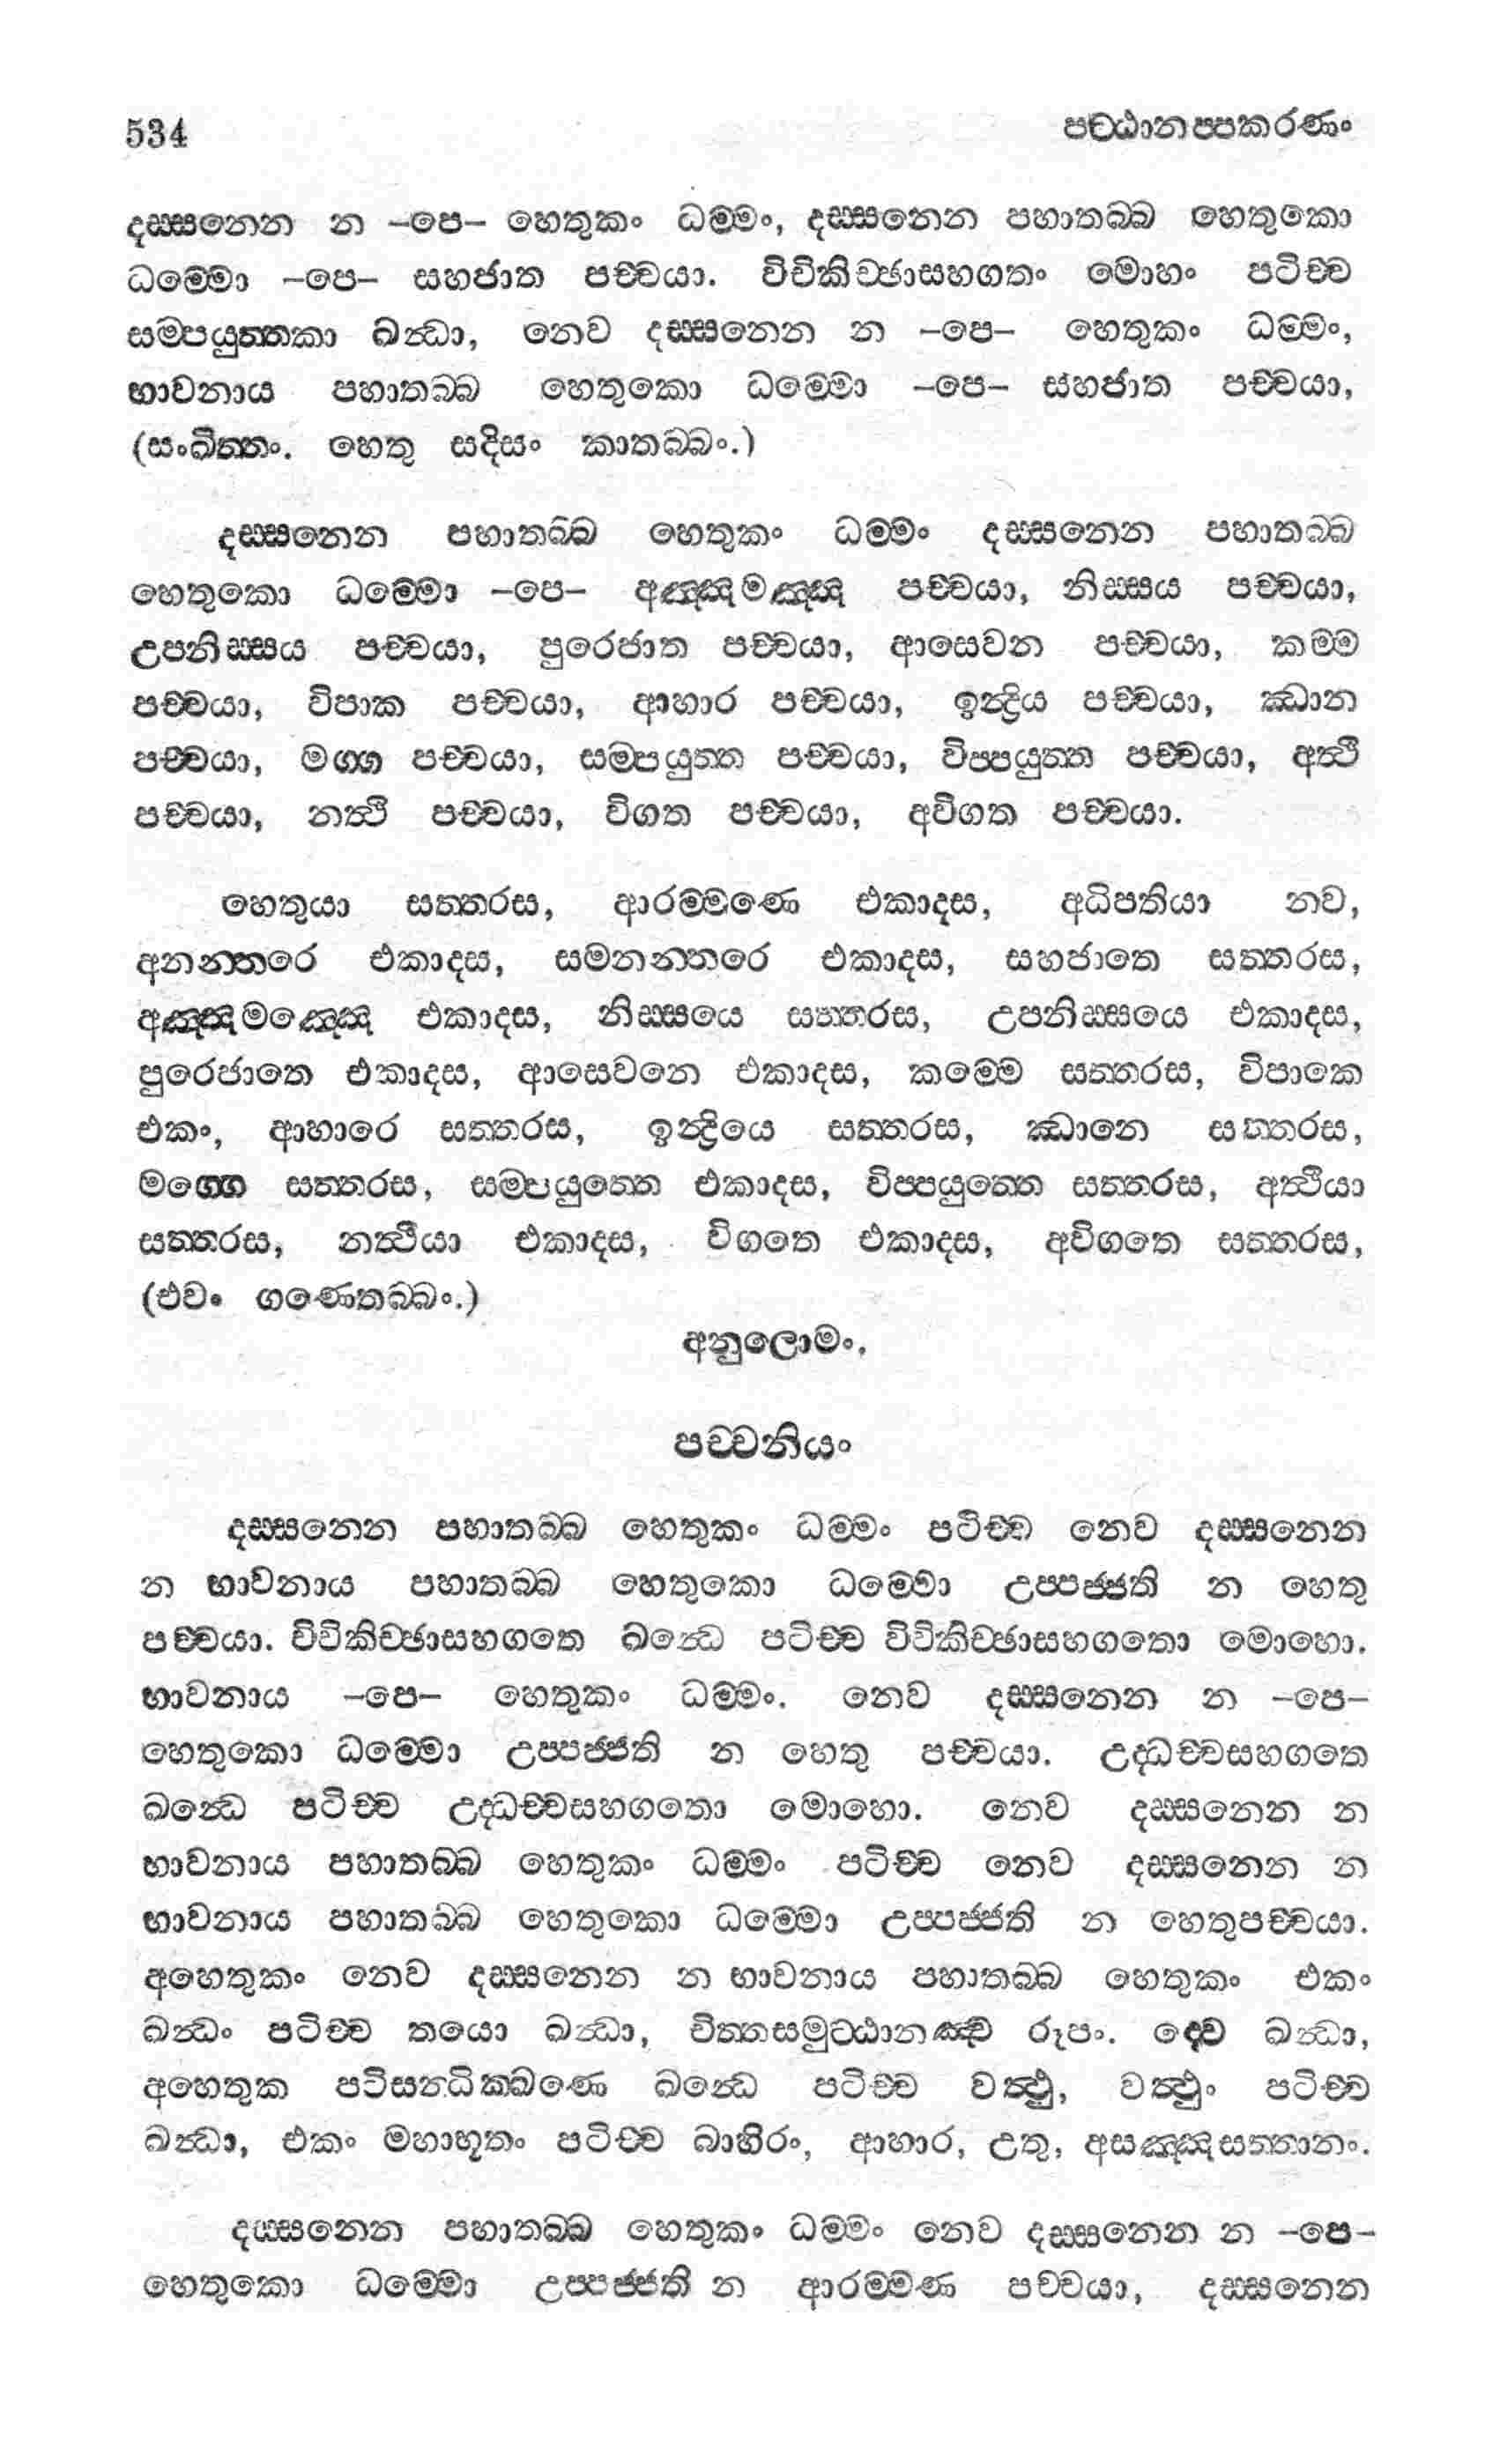 534 පට්ඨානප්පකරණං
දස්සනෙන න –පෙ– හෙතුකං ධම්මං, දස්සනෙන පහාතබ්බ හෙතුකො
ධම්මො –පෙ– සහජාත පච්චයා. විචිකිච්ඡාසහගතං මොහං පටිච්ච
සම්පයුත්තකා ඛන්ධා, නෙව දස්සනෙන න –පෙ– හෙතුකං ධම්මං,
භාවනාය පහාතබ්බ හෙතුකො ධම්මො –පෙ– සහජාත පච්චයා,
(සංඛිත්තං. හෙතු සදිසං කාතබ්බං.)
දස්සනෙන පහාතබ්බ හෙතුකං ධම්මං දස්සනෙන පහාතබ්බ
හෙතුකො ධම්මො –පෙ– අඤ්ඤමඤ්ඤ පච්චයා, නිස්සය පච්චයා,
උපනිස්සය පච්චයා, පුරෙජාත පච්චයා, ආසෙවන පච්චයා, කම්ම
පච්චයා, විපාක පච්චයා, ආහාර පච්චයා, ඉන්ද්‍රිය පච්චයා, ඣාන
පච්චයා, මග්ග පච්චයා, සම්පයුත්ත පච්චයා, විප්පයුත්ත පච්චයා, අත්ථි
පච්චයා, නත්ථි පච්චයා, විගත පච්චයා, අවිගත පච්චයා.
හෙතුයා සත්තරස, ආරම්මණෙ එකාදස, අධිපතියා නව,
අනන්තරෙ එකාදස, සමනන්තරෙ එකාදස, සහජාතෙ සත්තරස,
අඤ්ඤමඤ්ඤෙ එකාදස, නිස්සයෙ සත්තරස, උපනිස්සයෙ එකාදස,
පුරෙජාතෙ එකාදස, ආසෙවනෙ එකාදස, කම්මෙ සත්තරස, විපාකෙ
එකං, ආහාරෙ සත්තරස, ඉන්ද්‍රියෙ සත්තරස, ඣානෙ සත්තරස,
මග්ගෙ සත්තරස, සම්පයුත්තෙ එකාදස, විප්පයුත්තෙ සත්තරස, අත්ථියා
සත්තරස, නත්ථියා එකාදස, විගතෙ එකාදස, අවිගතෙ සත්තරස,
(එවං ගණෙතබ්බං.)
අනුලොමං,
පච්චනියං
දස්සනෙන පහාතබ්බ හෙතුකං ධම්මං පටිච්ච නෙව දස්සනෙන
න භාවනාය පහාතබ්බ හෙතුකො ධම්මො උප්පජ්ජති න හෙතු
පච්චයා. විචිකිච්ඡාසහගතෙ ඛන්ධෙ පටිච්ච විචිකිච්ඡාසහගතො මොහො.
භාවනාය –පෙ– හෙතුකං ධම්මං. නෙව දස්සනෙන න –පෙ–
හෙතුකො ධම්මො උප්පජ්ජති න හෙතු පච්චයා. උද්ධච්චසහගතෙ
ඛන්ධෙ පටිච්ච උද්ධච්චසහගතො මොහො. නෙව දස්සනෙන න
භාවනාය පහාතබ්බ හෙතුකං ධම්මං පටිච්ච නෙව දස්සනෙන න
භාවනාය පහාතබ්බ හෙතුකො ධම්මො උප්පජ්ජති න හෙතුපච්චයා.
අහෙතුකං නෙව දස්සනෙන න භාවනාය පහාතබ්බ හෙතුකං එකං
ඛන්ධං පටිච්ච තයො ඛන්ධා, චිත්තසමුට්ඨානඤ්ච රූපං. ද්වෙ ඛන්ධා,
අහෙතුක පටිසන්ධික්ඛණෙ ඛන්ධෙ පටිච්ච වත්ථු, වත්ථුං පටිච්ච
ඛන්ධා, එකං මහාභූතං පටිච්ච බාහිරං, ආහාර, උතු, අසඤ්ඤසත්තානං.
දස්සනෙන පහාතබ්බ හෙතුකං ධම්මං නෙව දස්සනෙන න –පෙ–
හෙතුකො ධම්මො උප්පජ්ජති න ආරම්මණ පච්චයා, දස්සනෙන